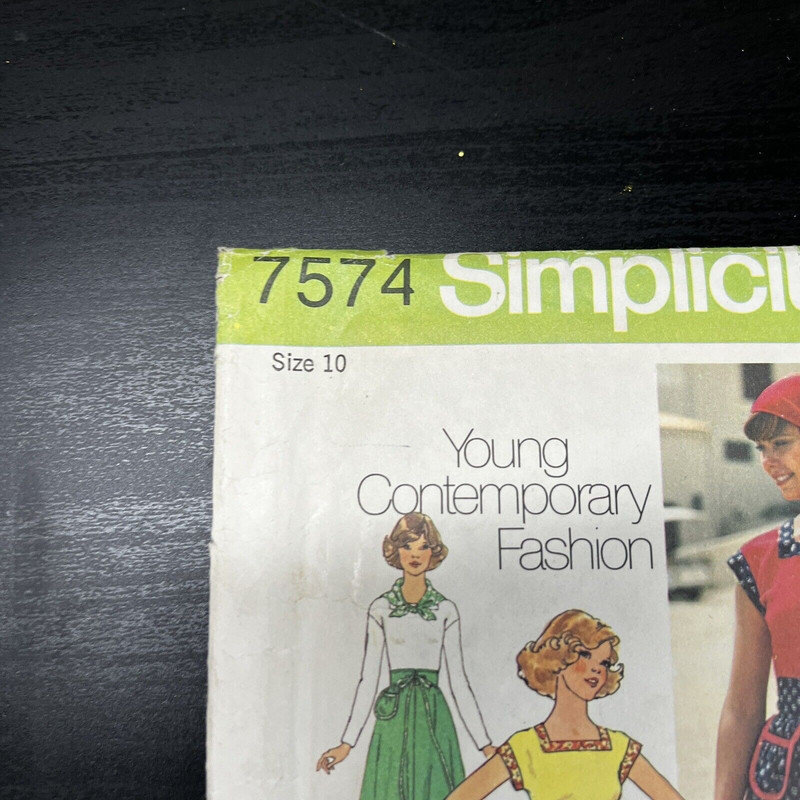 7574 Simplicit
Size 10
Young
Contemporary
Fashion